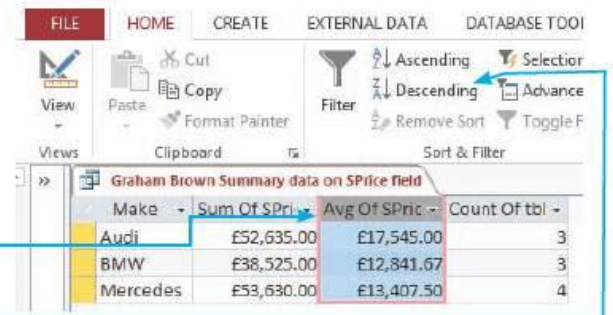 FILE HOME CREATE EXTERNAL DATA DATABASE TOOL
View Paste Cut Copy Format Painter Filter Ascending Descending Remove Sort Selection Advance Toggle F
Views Clipboard Sort & Filter
Graham Brown Summary data on SPrice field
Make Sum Of SPri Avg Of SPric Count Of tbl
Audi £52,635.00 £17,545.00 3
BMW £38,525.00 £12,841.67 3
Mercedes £53,630.00 £13,407.50 4